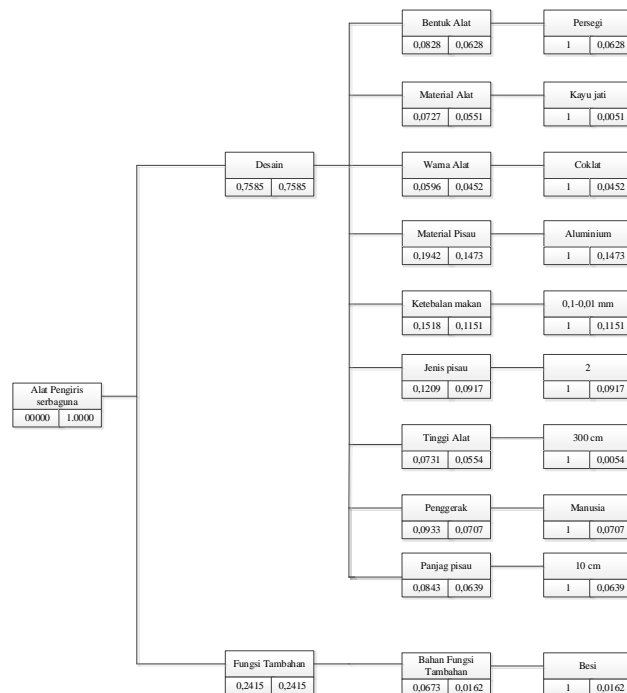 Bentuk Alat
0,0828 0,0628
Persegi
1 0,0628
Material Alat
0,0727 0,0551
Kayu jati
1 0,0051
Desain
0,7585 0,7585
Warna Alat
0,0596 0,0452
Coklat
1 0,0452
Material Pisau
0,1942 0,1473
Aluminium
1 0,1473
Ketebalan makan
0,1518 0,1151
0,1-0,01 mm
1 0,1151
Jenis pisau
0,1209 0,0917
2
1 0,0917
Alat Pengiris
serbaguna
00000 1.0000
Tinggi Alat
0,0731 0,0554
300 cm
1 0,0054
Penggerak
0,0933 0,0707
Manusia
1 0,0707
Panjag pisau
0,0843 0,0639
10 cm
1 0,0639
Fungsi Tambahan
0,2415 0,2415
Bahan Fungsi
Tambahan
0,0673 0,0162
Besi
1 0,0162